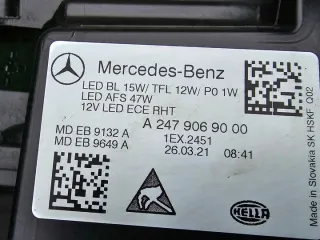 Mercedes-Benz
LED BL 15W/ TFL 12W/ P0 1W
LED AFS 47W
12V LED ECE RHT
MD EB 9132 A
MD EB 9649 A
A 247 906 90 00
1EX.2451
26.03.21 08:41
HELLA
Made in Slovakia SK HSKF Q02